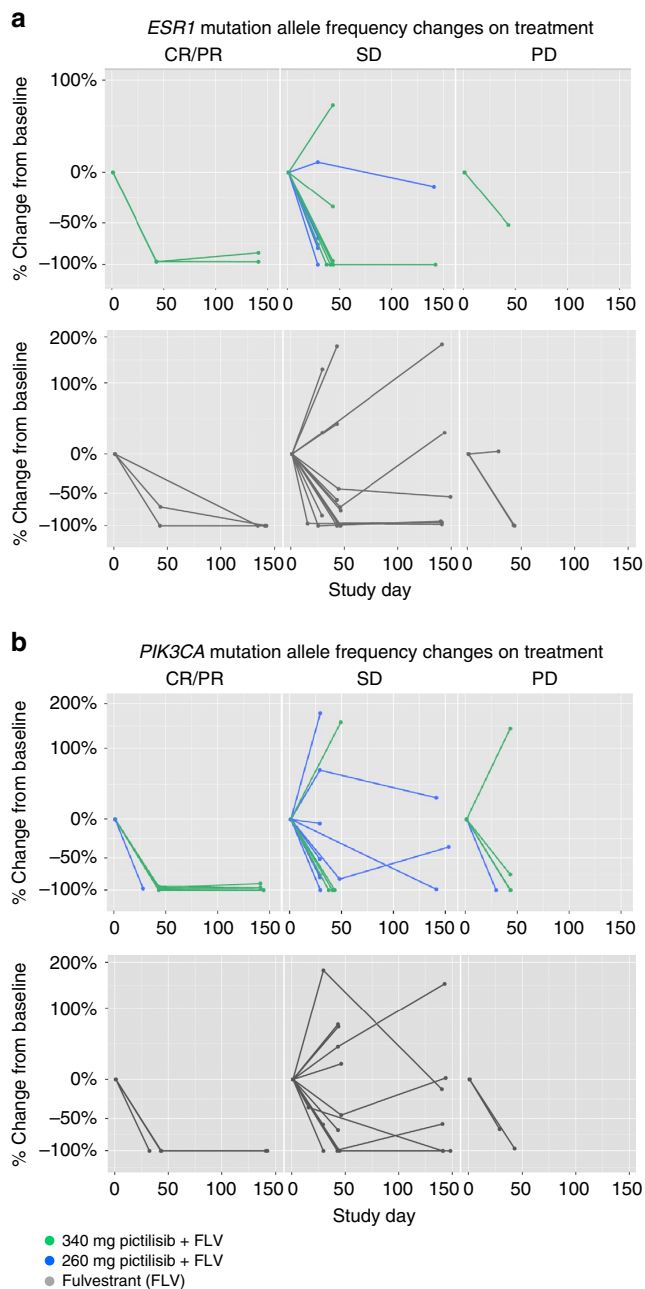 a
ESR1 mutation allele frequency changes on treatment
CR/PR SD PD
% Change from baseline
100%
0%
−50%
−100%
0 50 100 150 0 50 100 150 0 50 100 150
% Change from baseline
200%
100%
0%
−50%
−100%
0 50 100 150 0 50 100 150 0 50 100 150
Study day
b
PIK3CA mutation allele frequency changes on treatment
CR/PR SD PD
% Change from baseline
200%
100%
0%
−50%
−100%
0 50 100 150 0 50 100 150 0 50 100 150
% Change from baseline
200%
100%
0%
−50%
−100%
0 50 100 150 0 50 100 150 0 50 100 150
Study day
340 mg pictilisib + FLV
260 mg pictilisib + FLV
Fulvestrant (FLV)